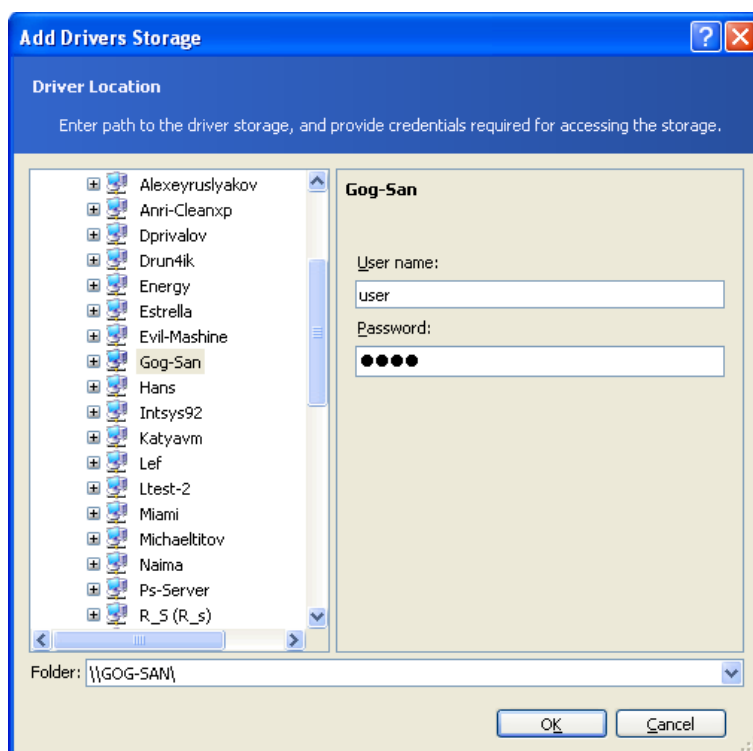 Add Drivers Storage
Driver Location
Enter path to the driver storage, and provide credentials required for accessing the storage.
Alexeyruslyakov
Anri-Cleanxp
Dprivalov
Drun4ik
Energy
Estrella
Evil-Mashine
Gog-San
Hans
Intsys92
Katyavm
Lef
Ltest-2
Miami
Michaeltitov
Naima
Ps-Server
R_S (R_s)
Gog-San
User name:
user
Password:
●●●●
Folder: \\GOG-SAN\
OK
Cancel